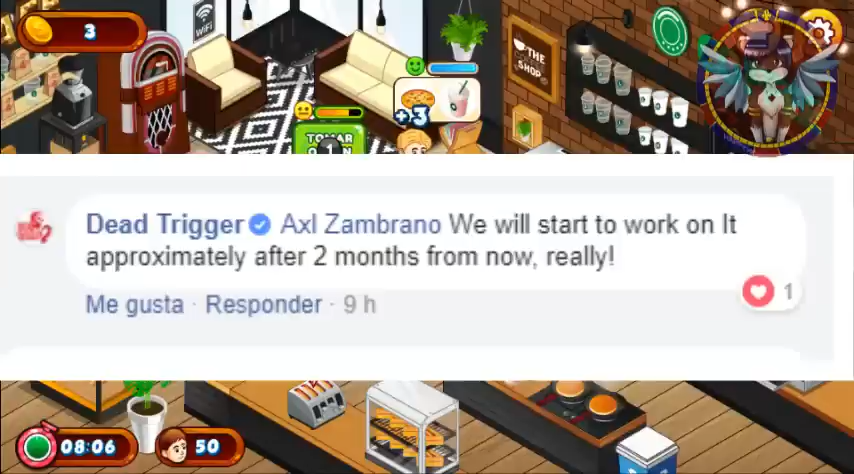 3
WiFi
THE
SHOP
+3
TOMAR
1
Dead Trigger Axl Zambrano We will start to work on It
approximately after 2 months from now, really!
Me gusta · Responder · 9 h
1
08:06
50